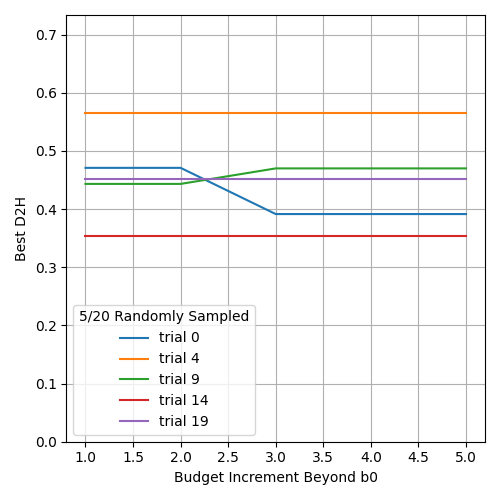 0.7
0.6
0.5
0.4
0.3
0.2
0.1
0.0
Best D2H
5/20 Randomly Sampled
trial 0
trial 4
trial 9
trial 14
trial 19
1.0 1.5 2.0 2.5 3.0 3.5 4.0 4.5 5.0
Budget Increment Beyond b0